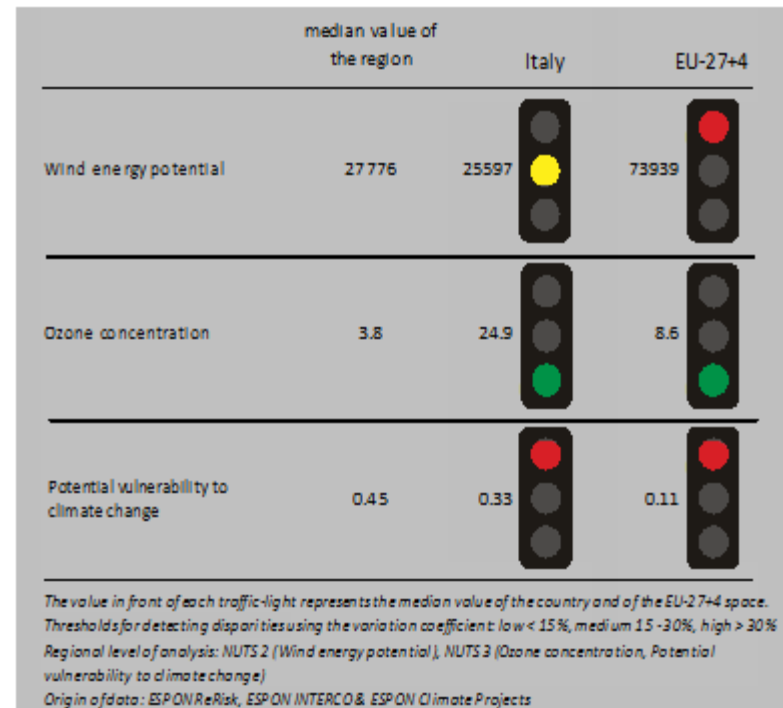 median value of
the region Italy EU-27+4
Wind energy potential 27776 25597 73939
Ozone concentration 3.8 24.9 8.6
Potential vulnerability to
climate change 0.45 0.33 0.11
The value in front of each traffic-light represents the median value of the country and of the EU-27+4 space.
Thresholds for detecting disparities using the variation coefficient: low < 15%, medium 15 -30%, high > 30%
Regional level of analysis: NUTS 2 (Wind energy potential), NUTS 3 (Ozone concentration, Potential
vulnerability to climate change)
Origin of data: ESPON ReRisk, ESPON INTERCO & ESPON Climate Projects